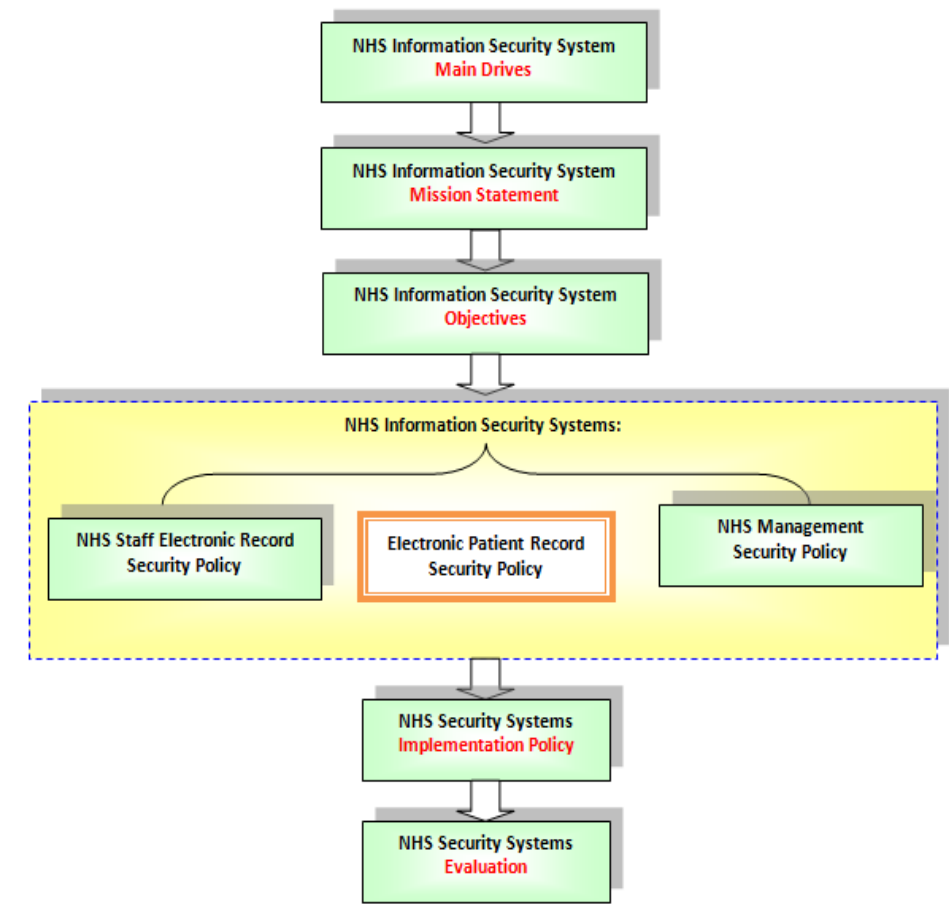 NHS Information Security System
Main Drives
NHS Information Security System
Mission Statement
NHS Information Security System
Objectives
NHS Information Security Systems:
NHS Staff Electronic Record
Security Policy
Electronic Patient Record
Security Policy
NHS Management
Security Policy
NHS Security Systems
Implementation Policy
NHS Security Systems
Evaluation